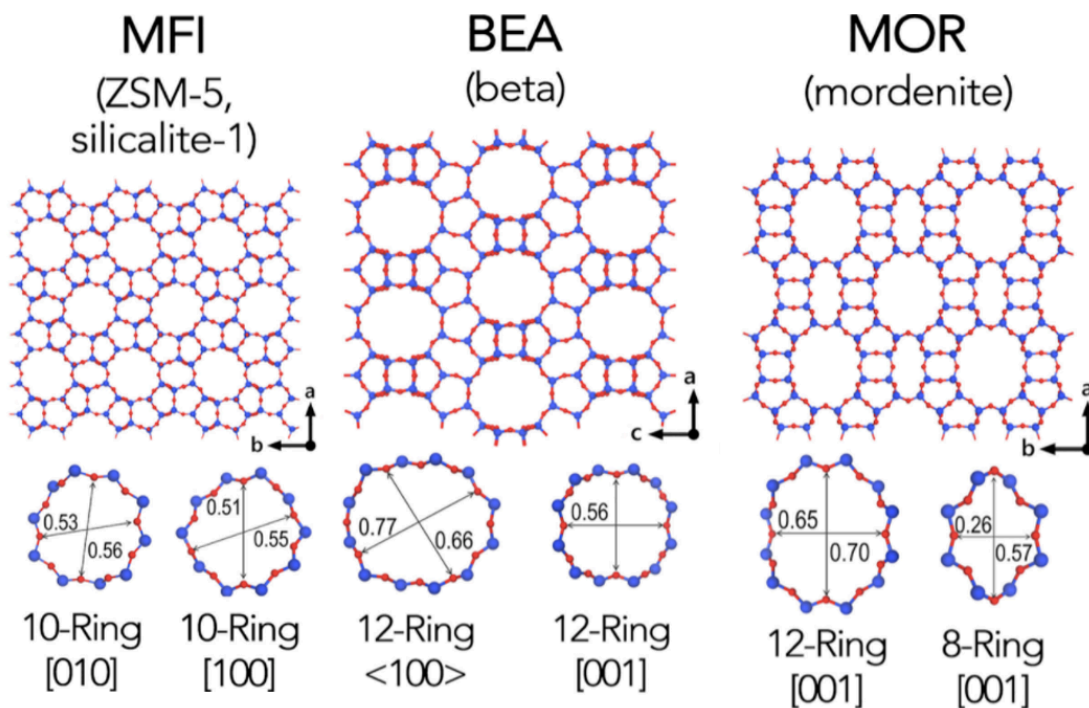 MFI
(ZSM-5,
silicalite-1)
BEA
(beta)
MOR
(mordenite)
a
b
a
c
a
b
0.53
0.56
0.51
0.55
0.77
0.66
0.56
0.65
0.70
0.26
0.57
10-Ring
[010]
10-Ring
[100]
12-Ring
<100>
12-Ring
[001]
12-Ring
[001]
8-Ring
[001]